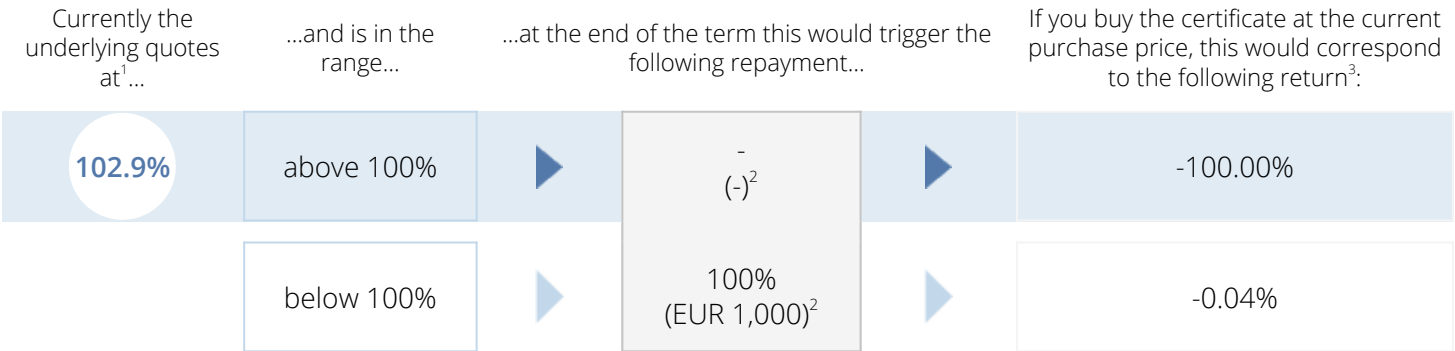 Currently the
underlying quotes
at¹...
...and is in the
range...
...at the end of the term this would trigger the
following repayment...
If you buy the certificate at the current
purchase price, this would correspond
to the following return³:
102.9%
above 100%
-
(-)²
-100.00%
below 100%
100%
(EUR 1,000)²
-0.04%